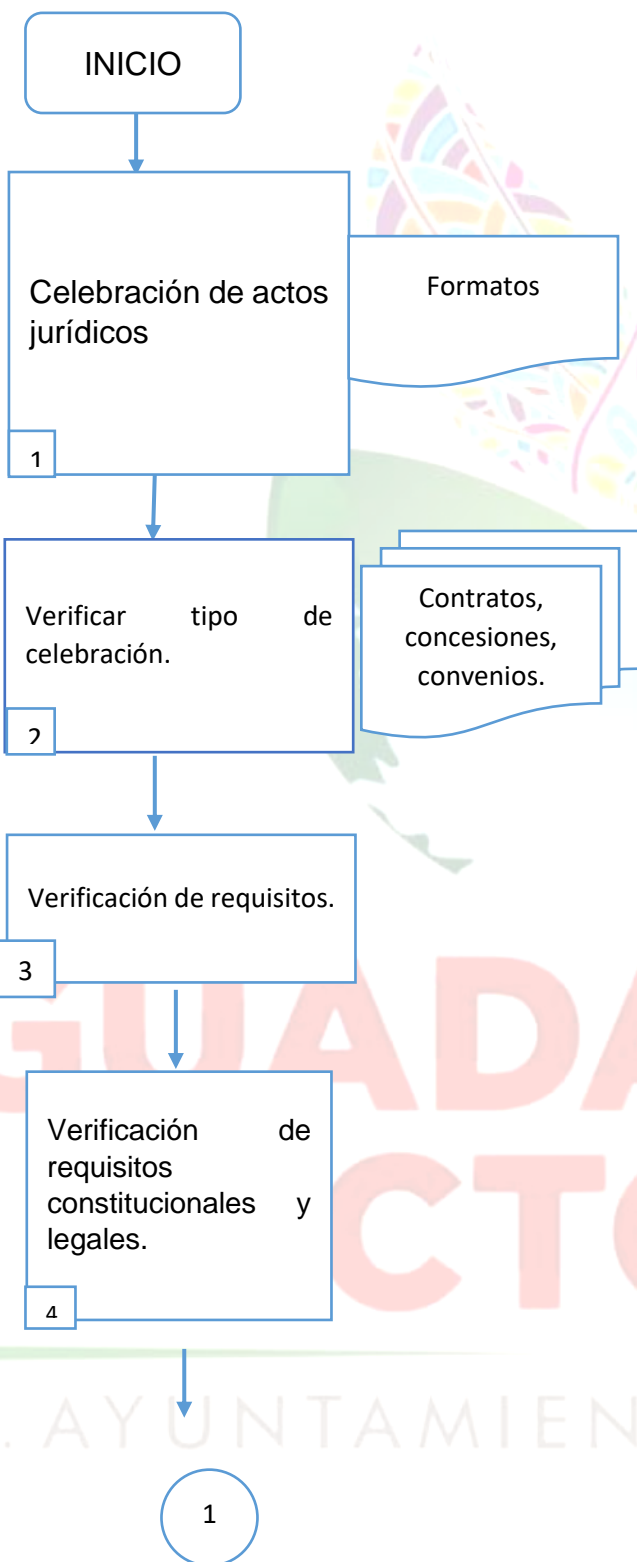 INICIO
Celebración de actos
jurídicos
1
Formatos
Verificar tipo de
celebración.
2
Contratos,
concesiones,
convenios.
Verificación de requisitos.
3
Verificación de
requisitos
constitucionales y
legales.
4
GUADA
CTO
. AYUNTAMIEN
1